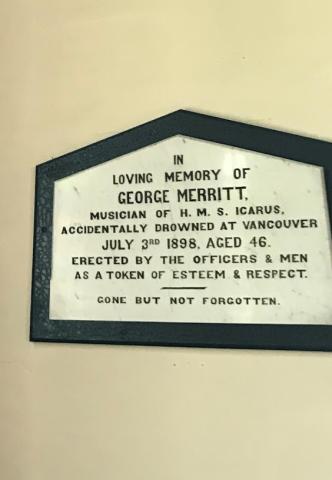 IN
LOVING MEMORY OF
GEORGE MERRITT,
MUSICIAN OF H. M. S. ICARUS,
ACCIDENTALLY DROWNED AT VANCOUVER
JULY 3RD 1898, AGED 46.
ERECTED BY THE OFFICERS & MEN
AS A TOKEN OF ESTEEM & RESPECT.
GONE BUT NOT FORGOTTEN.